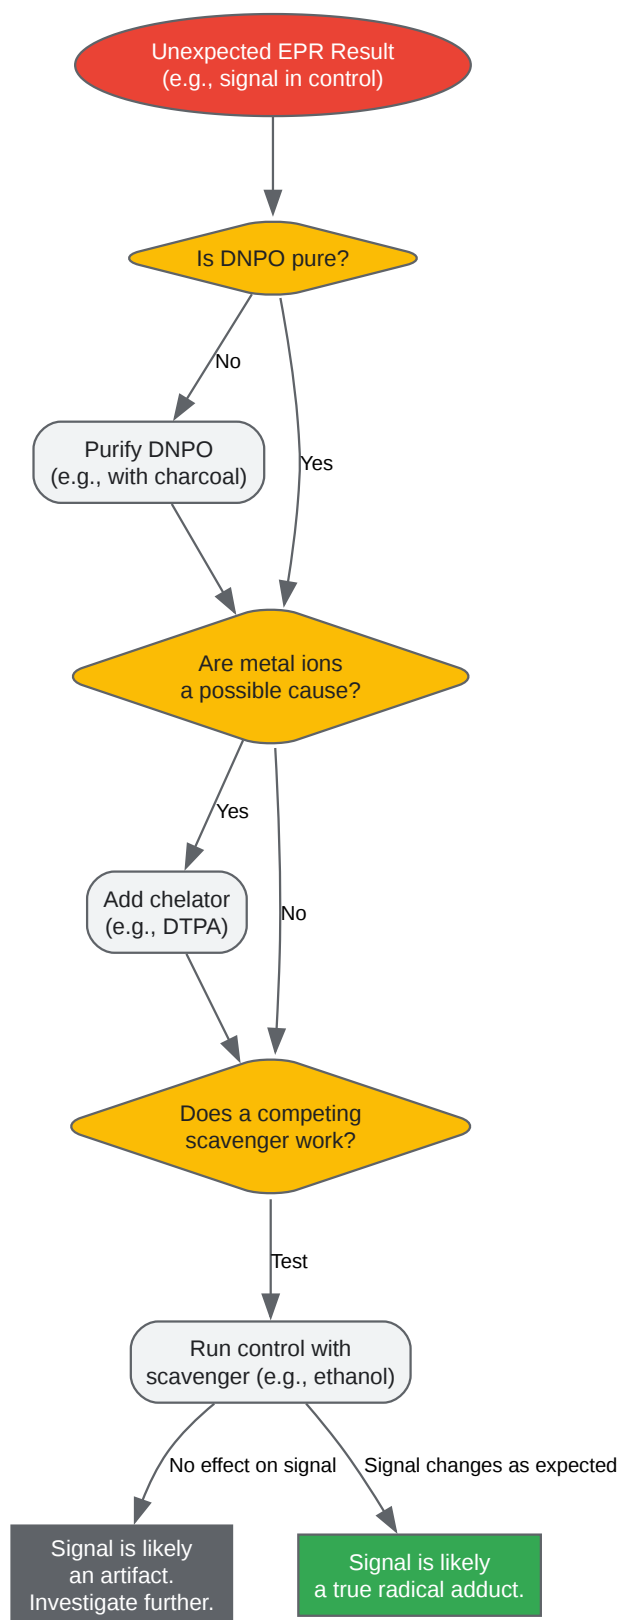 Unexpected EPR Result
(e.g., signal in control)
Is DNPO pure?
No
Yes
Purify DNPO
(e.g., with charcoal)
Are metal ions
a possible cause?
Yes
No
Add chelator
(e.g., DTPA)
Does a competing
scavenger work?
Test
Run control with
scavenger (e.g., ethanol)
No effect on signal
Signal changes as expected
Signal is likely
an artifact.
Investigate further.
Signal is likely
a true radical adduct.